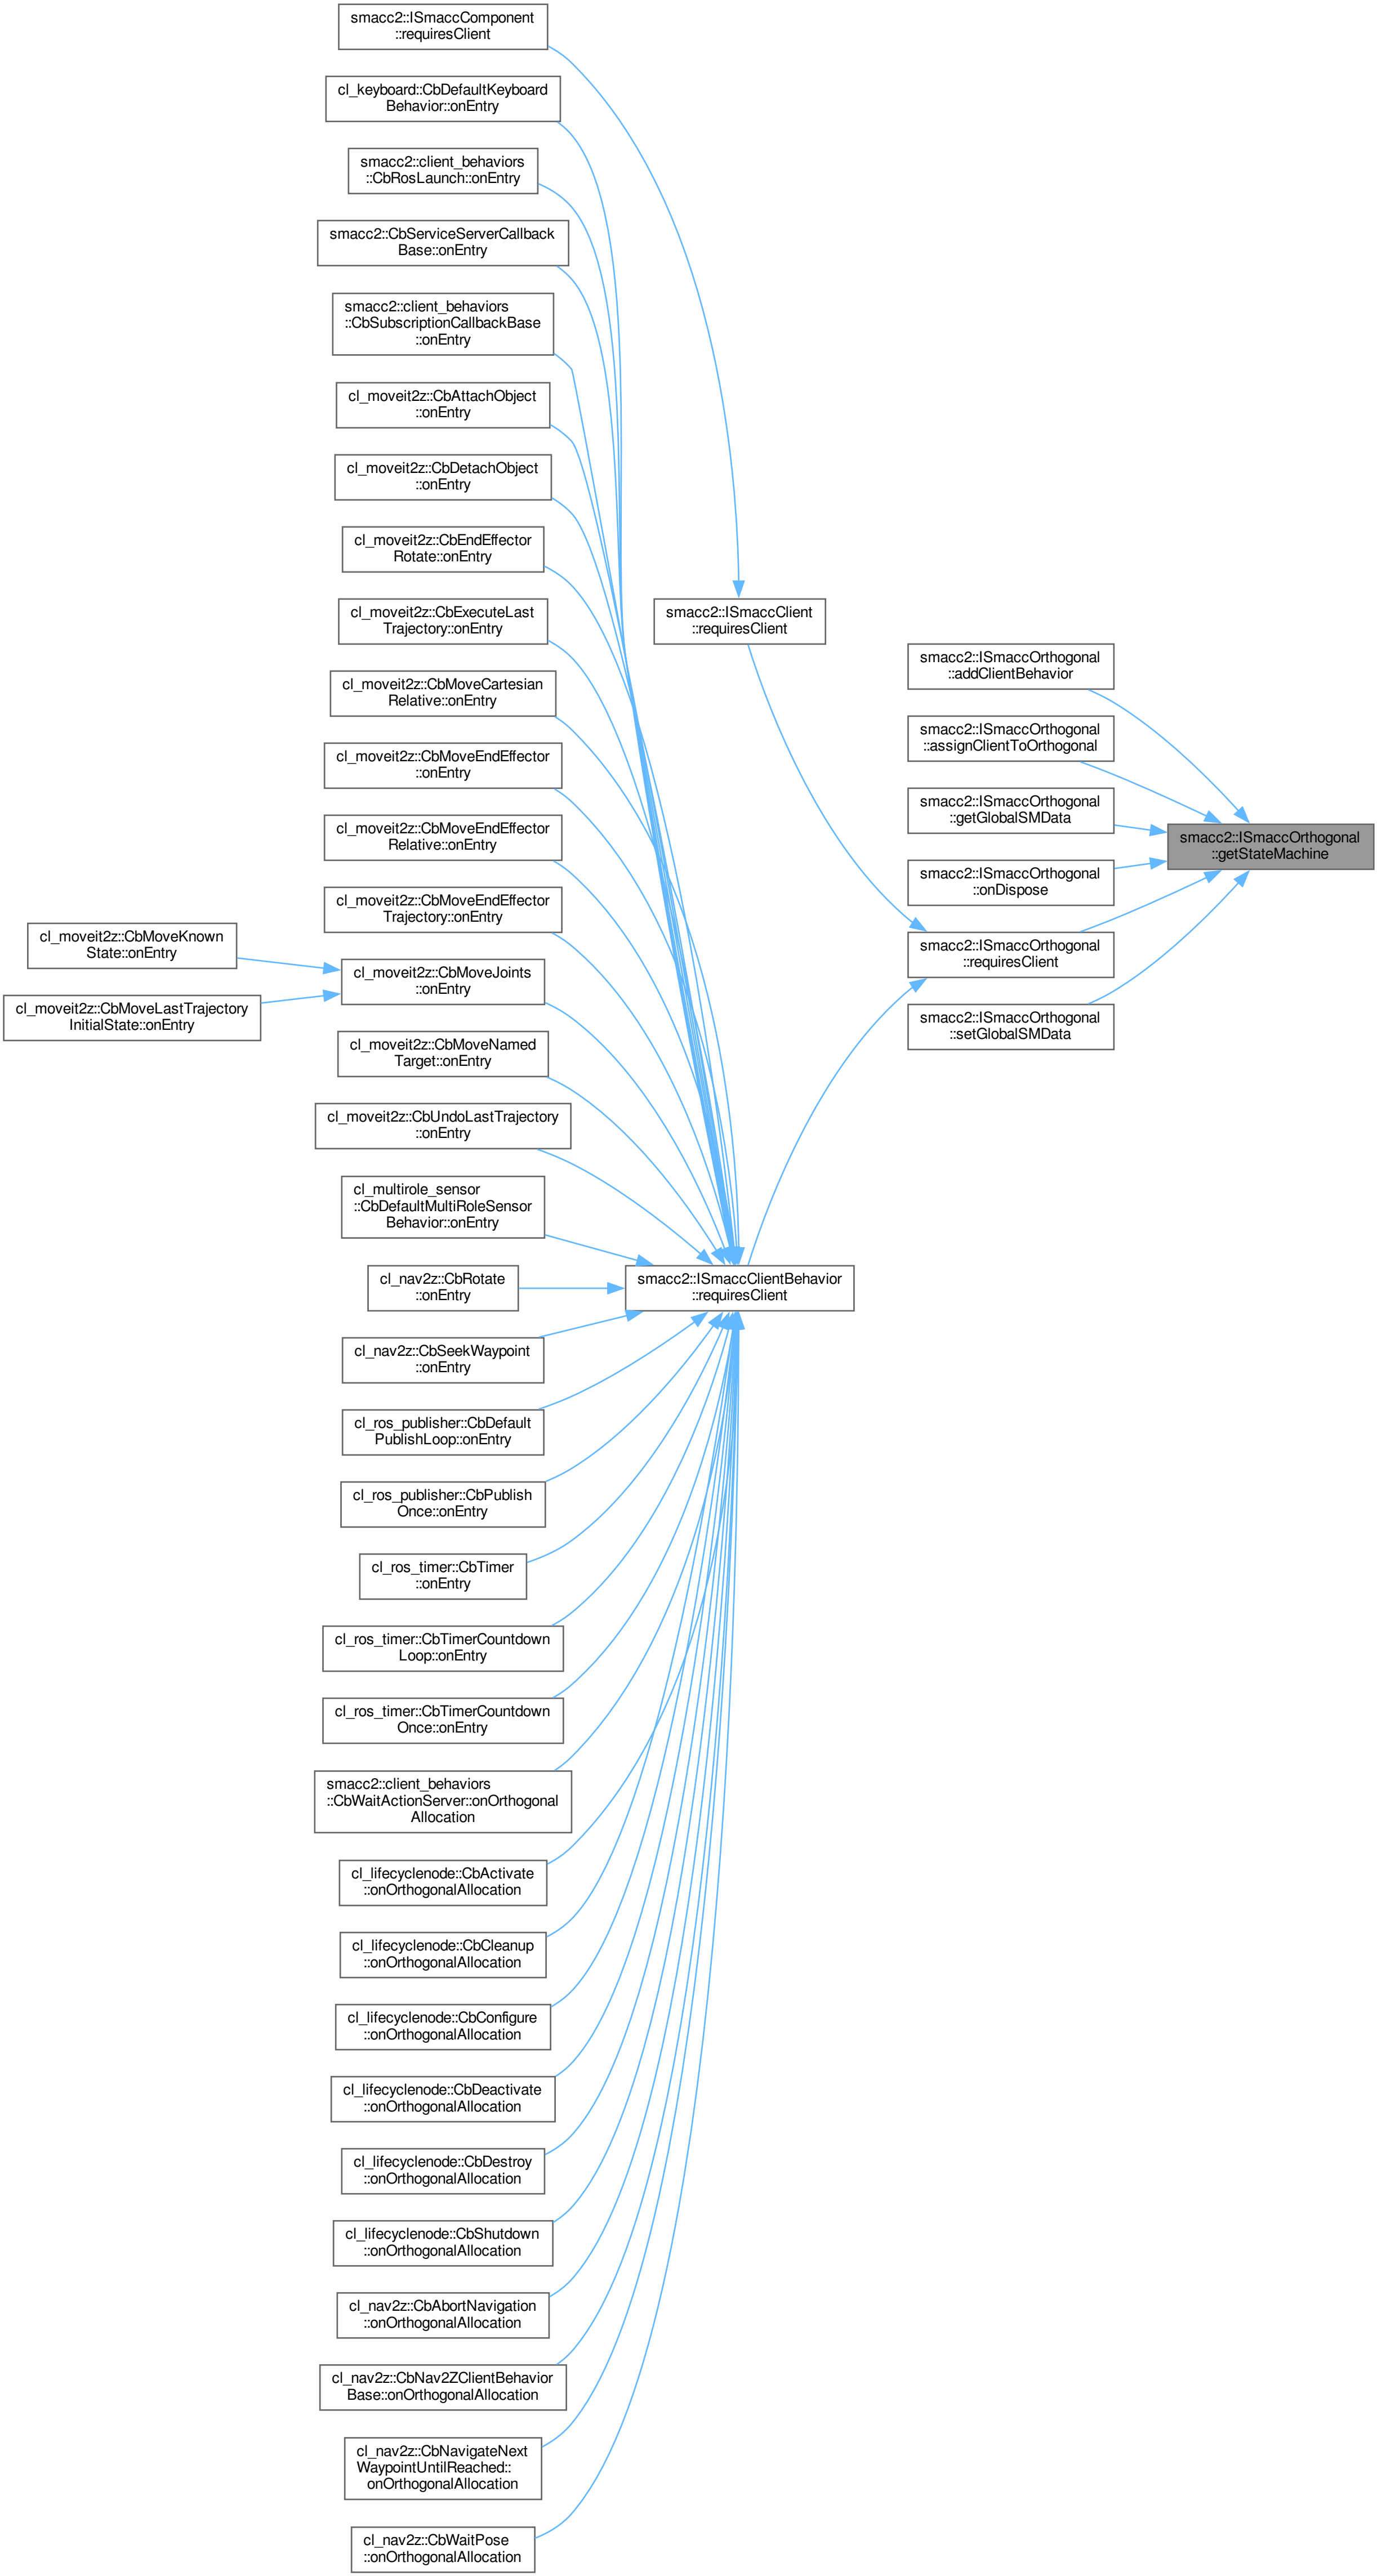 smacc2::ISmaccComponent
::requiresClient
cl_keyboard::CbDefaultKeyboard
Behavior::onEntry
smacc2::client_behaviors
::CbRosLaunch::onEntry
smacc2::CbServiceServerCallback
Base::onEntry
smacc2::client_behaviors
::CbSubscriptionCallbackBase
::onEntry
cl_moveit2z::CbAttachObject
::onEntry
cl_moveit2z::CbDetachObject
::onEntry
cl_moveit2z::CbEndEffector
Rotate::onEntry
cl_moveit2z::CbExecuteLast
Trajectory::onEntry
cl_moveit2z::CbMoveCartesian
Relative::onEntry
cl_moveit2z::CbMoveEndEffector
::onEntry
cl_moveit2z::CbMoveEndEffector
Relative::onEntry
cl_moveit2z::CbMoveEndEffector
Trajectory::onEntry
cl_moveit2z::CbMoveKnown
State::onEntry
cl_moveit2z::CbMoveLastTrajectory
InitialState::onEntry
cl_moveit2z::CbMoveJoints
::onEntry
cl_moveit2z::CbMoveNamed
Target::onEntry
cl_moveit2z::CbUndoLastTrajectory
::onEntry
cl_multirole_sensor
::CbDefaultMultiRoleSensor
Behavior::onEntry
cl_nav2z::CbRotate
::onEntry
cl_nav2z::CbSeekWaypoint
::onEntry
cl_ros_publisher::CbDefault
PublishLoop::onEntry
cl_ros_publisher::CbPublish
Once::onEntry
cl_ros_timer::CbTimer
::onEntry
cl_ros_timer::CbTimerCountdown
Loop::onEntry
cl_ros_timer::CbTimerCountdown
Once::onEntry
smacc2::client_behaviors
::CbWaitActionServer::onOrthogonal
Allocation
cl_lifecyclenode::CbActivate
::onOrthogonalAllocation
cl_lifecyclenode::CbCleanup
::onOrthogonalAllocation
cl_lifecyclenode::CbConfigure
::onOrthogonalAllocation
cl_lifecyclenode::CbDeactivate
::onOrthogonalAllocation
cl_lifecyclenode::CbDestroy
::onOrthogonalAllocation
cl_lifecyclenode::CbShutdown
::onOrthogonalAllocation
cl_nav2z::CbAbortNavigation
::onOrthogonalAllocation
cl_nav2z::CbNav2ZClientBehavior
Base::onOrthogonalAllocation
cl_nav2z::CbNavigateNext
WaypointUntilReached::
onOrthogonalAllocation
cl_nav2z::CbWaitPose
::onOrthogonalAllocation
smacc2::ISmaccClient
::requiresClient
smacc2::ISmaccClientBehavior
::requiresClient
smacc2::ISmaccOrthogonal
::addClientBehavior
smacc2::ISmaccOrthogonal
::assignClientToOrthogonal
smacc2::ISmaccOrthogonal
::getGlobalSMData
smacc2::ISmaccOrthogonal
::onDispose
smacc2::ISmaccOrthogonal
::requiresClient
smacc2::ISmaccOrthogonal
::setGlobalSMData
smacc2::ISmaccOrthogonal
::getStateMachine